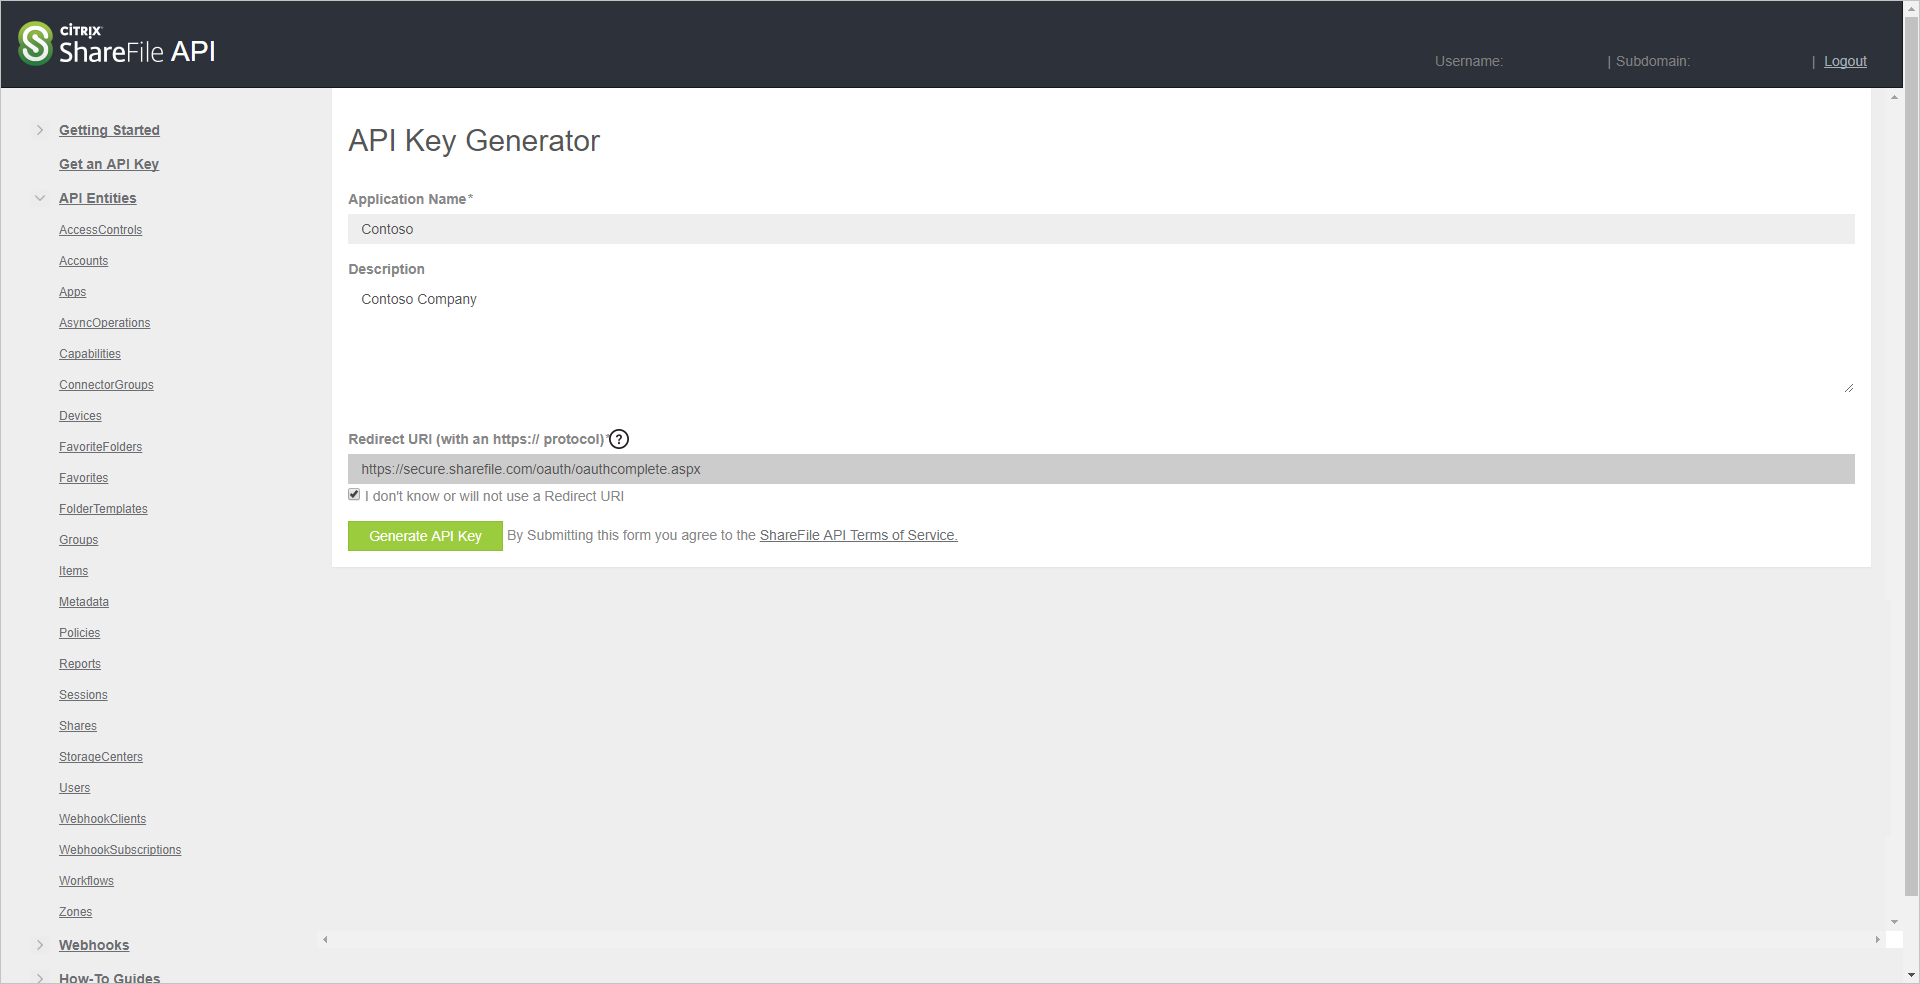 CITRIX
ShareFile API
Username: | Subdomain: | Logout
Getting Started
Get an API Key
API Entities
AccessControls
Accounts
Apps
AsyncOperations
Capabilities
ConnectorGroups
Devices
FavoriteFolders
Favorites
FolderTemplates
Groups
Items
Metadata
Policies
Reports
Sessions
Shares
StorageCenters
Users
WebhookClients
WebhookSubscriptions
Workflows
Zones
Webhooks
How-To Guides
API Key Generator
Application Name*
Contoso
Description
Contoso Company
Redirect URI (with an https:// protocol)*?
https://secure.sharefile.com/oauth/oauthcomplete.aspx
I don't know or will not use a Redirect URI
Generate API Key By Submitting this form you agree to the ShareFile API Terms of Service.